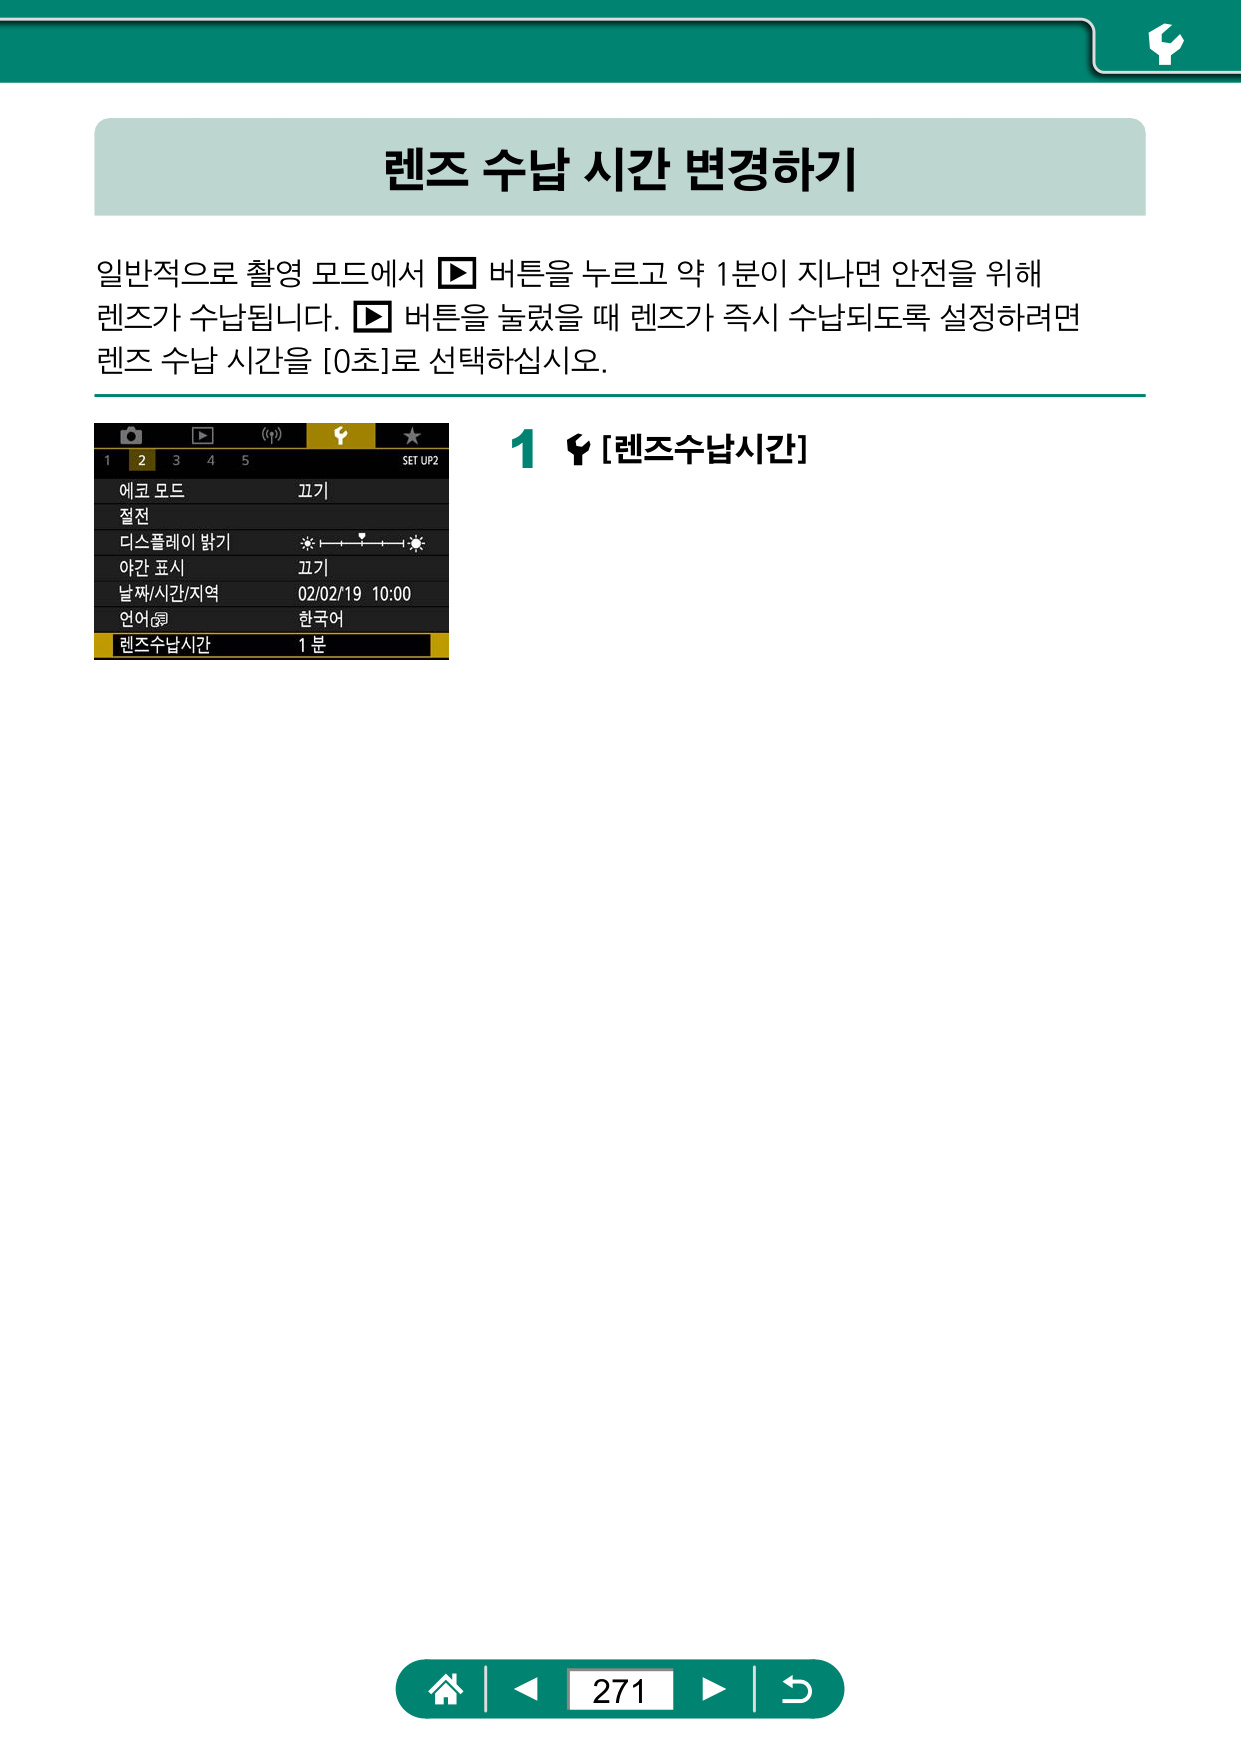 렌즈 수납 시간 변경하기
일반적으로 촬영 모드에서 버튼을 누르고 약 1분이 지나면 안전을 위해
렌즈가 수납됩니다. 버튼을 눌렀을 때 렌즈가 즉시 수납되도록 설정하려면
렌즈 수납 시간을 [0초]로 선택하십시오.
1 2 3 4 5 SET UP2
에코 모드 끄기
절전
디스플레이 밝기
야간 표시 끄기
날짜/시간/지역 02/02/'19 10:00
언어 한국어
렌즈수납시간 1 분
1 [렌즈수납시간]
271